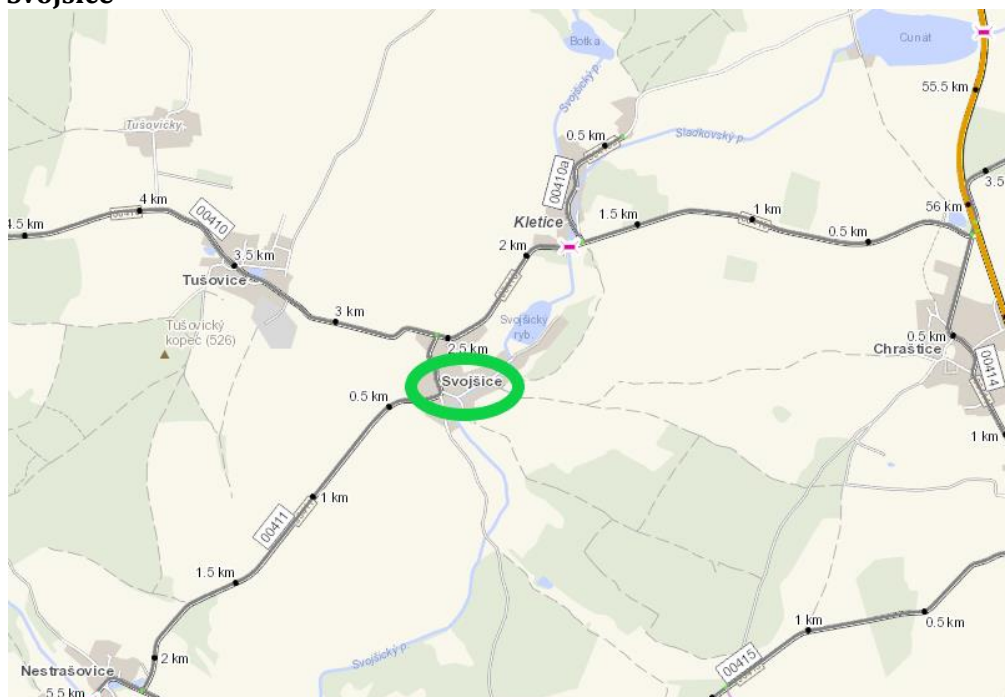 Svojšice
Botka
Cunát
Svojšický p.
55.5 km
Tušovičky
0.5 km
Sladkovský p.
00410a
3.5
4 km
4.5 km
00410
Kletice
1.5 km
1 km
56 km
0.5 km
2 km
3.5 km
Tušovice
3 km
Svojšický
ryb.
Tušovický
kopec (526)
2.5 km
0.5 km
Chraštice
00414
Svojšice
0.5 km
1 km
1 km
00411
1.5 km
1 km
0.5 km
Svojšický p.
00415
2 km
Nestrašovice
5.5 km